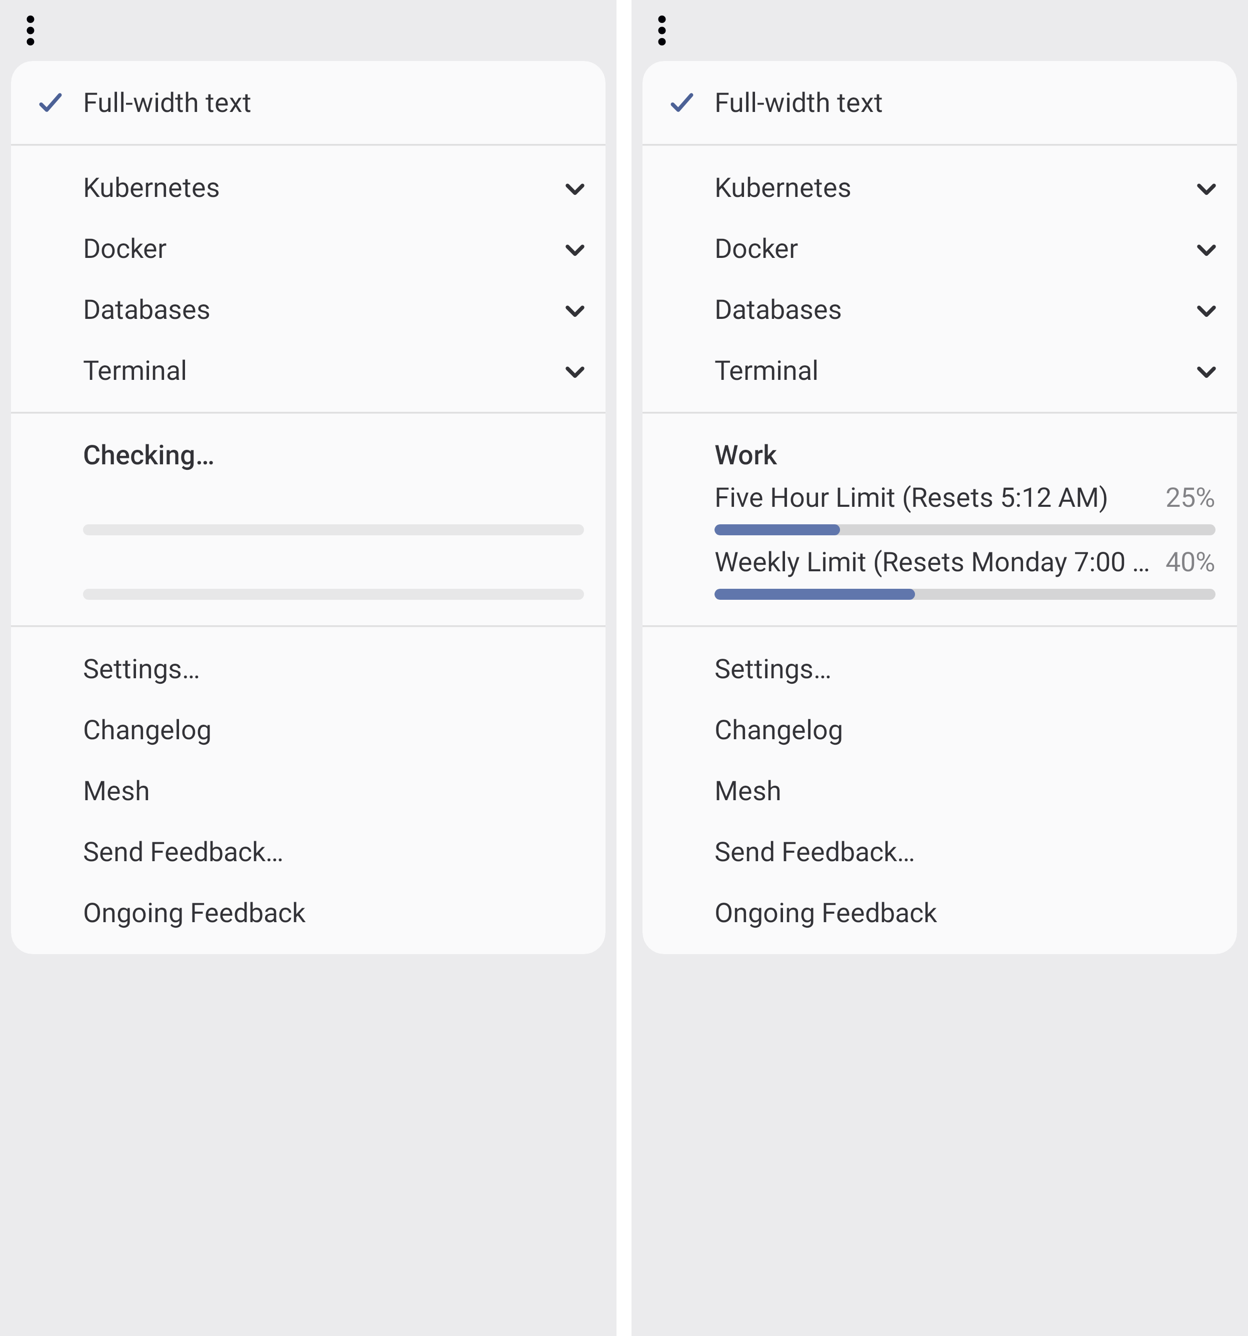 Full-width text
Kubernetes
Docker
Databases
Terminal
Checking…
Settings…
Changelog
Mesh
Send Feedback…
Ongoing Feedback
Full-width text
Kubernetes
Docker
Databases
Terminal
Work
Five Hour Limit (Resets 5:12 AM) 25%
Weekly Limit (Resets Monday 7:00 … 40%
Settings…
Changelog
Mesh
Send Feedback…
Ongoing Feedback